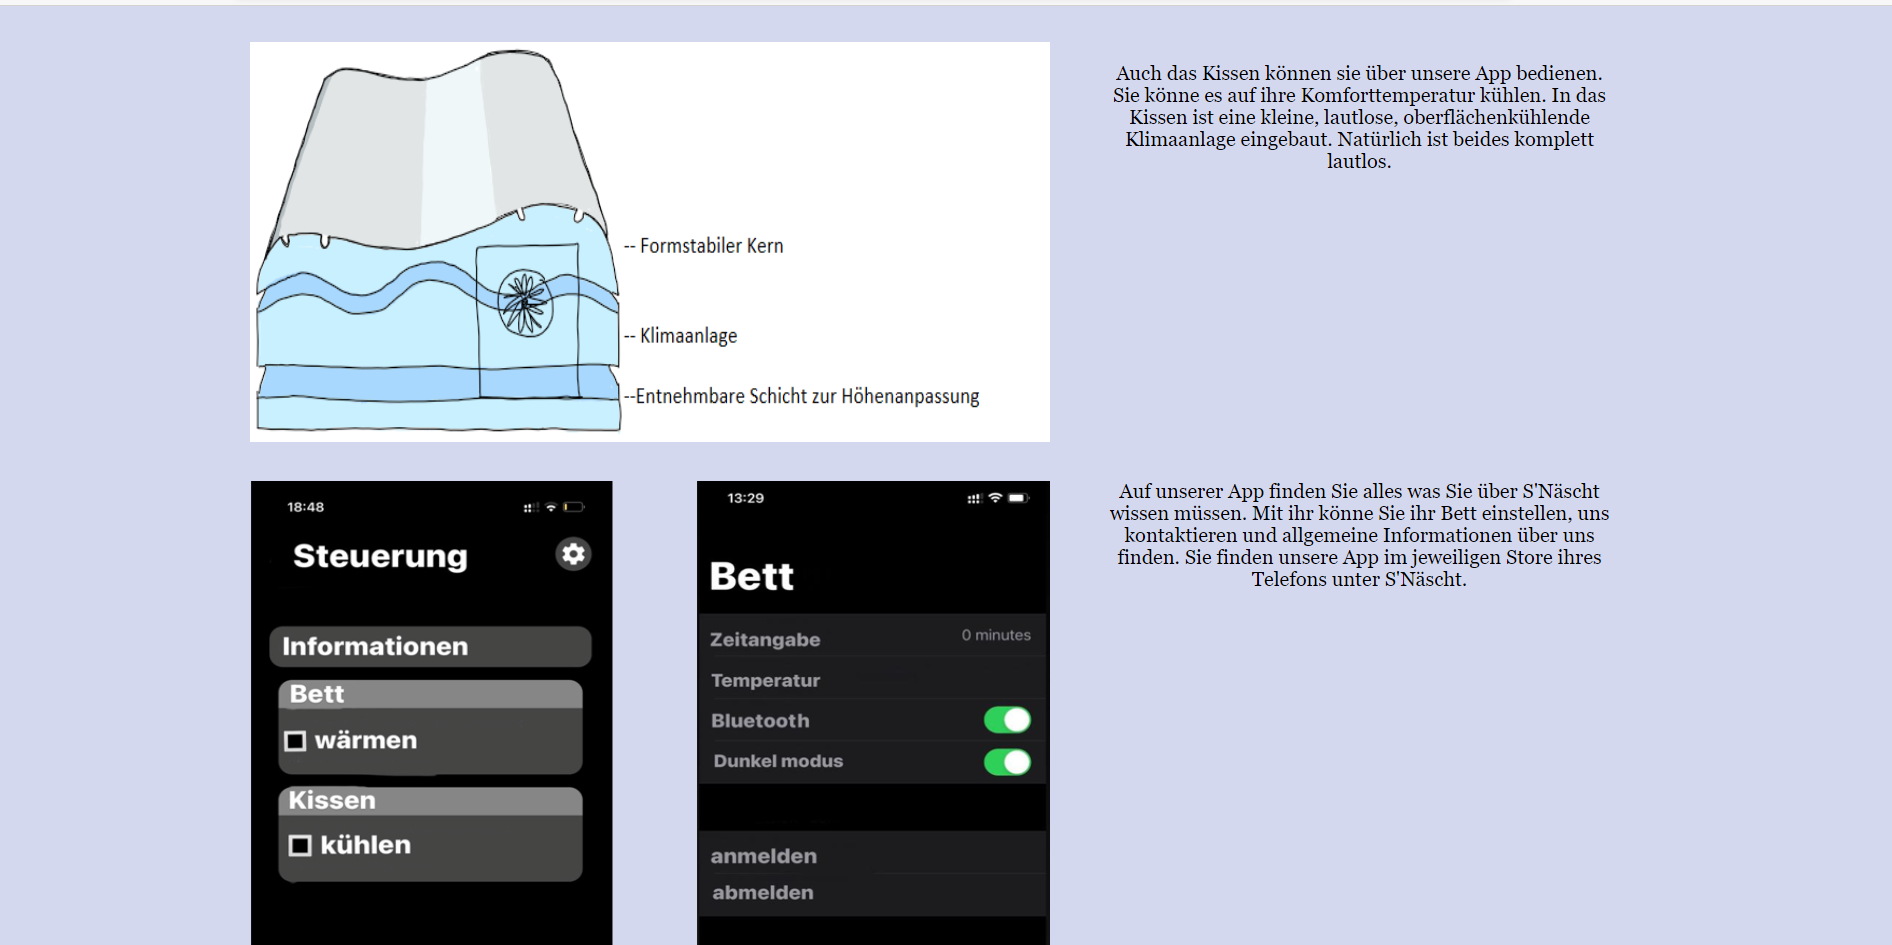 Auch das Kissen können sie über unsere App bedienen.
Sie könne es auf ihre Komforttemperatur kühlen. In das
Kissen ist eine kleine, lautlose, oberflächenkühlende
Klimaanlage eingebaut. Natürlich ist beides komplett
lautlos.
-- Formstabiler Kern
-- Klimaanlage
--Entnehmbare Schicht zur Höhenanpassung
18:48
Steuerung
Informationen
Bett
wärmen
Kissen
kühlen
13:29
Bett
Zeitangabe 0 minutes
Temperatur
Bluetooth
Dunkel modus
anmelden
abmelden
Auf unserer App finden Sie alles was Sie über S'Näscht
wissen müssen. Mit ihr könne Sie ihr Bett einstellen, uns
kontaktieren und allgemeine Informationen über uns
finden. Sie finden unsere App im jeweiligen Store ihres
Telefons unter S'Näscht.